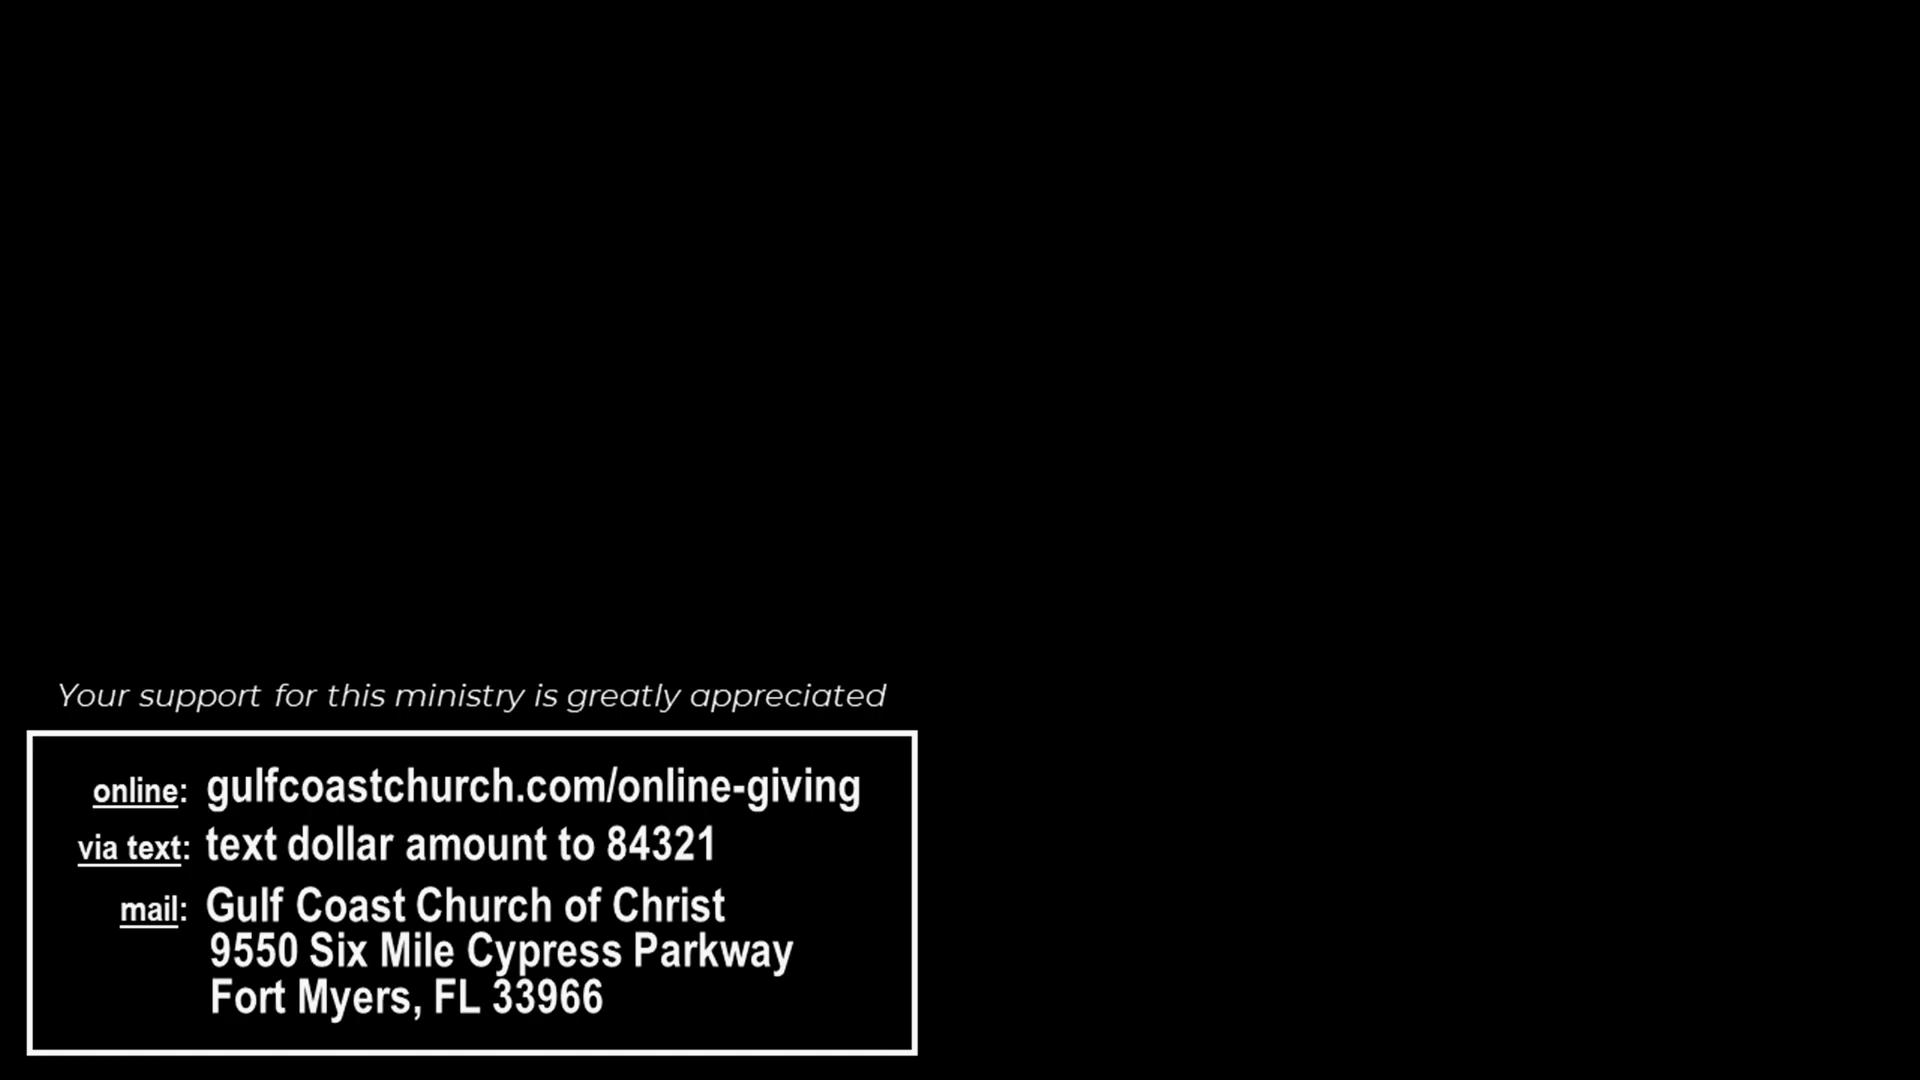 Your support for this ministry is greatly appreciated
online: gulfcoastchurch.com/online-giving
via text: text dollar amount to 84321
mail: Gulf Coast Church of Christ
9550 Six Mile Cypress Parkway
Fort Myers, FL 33966